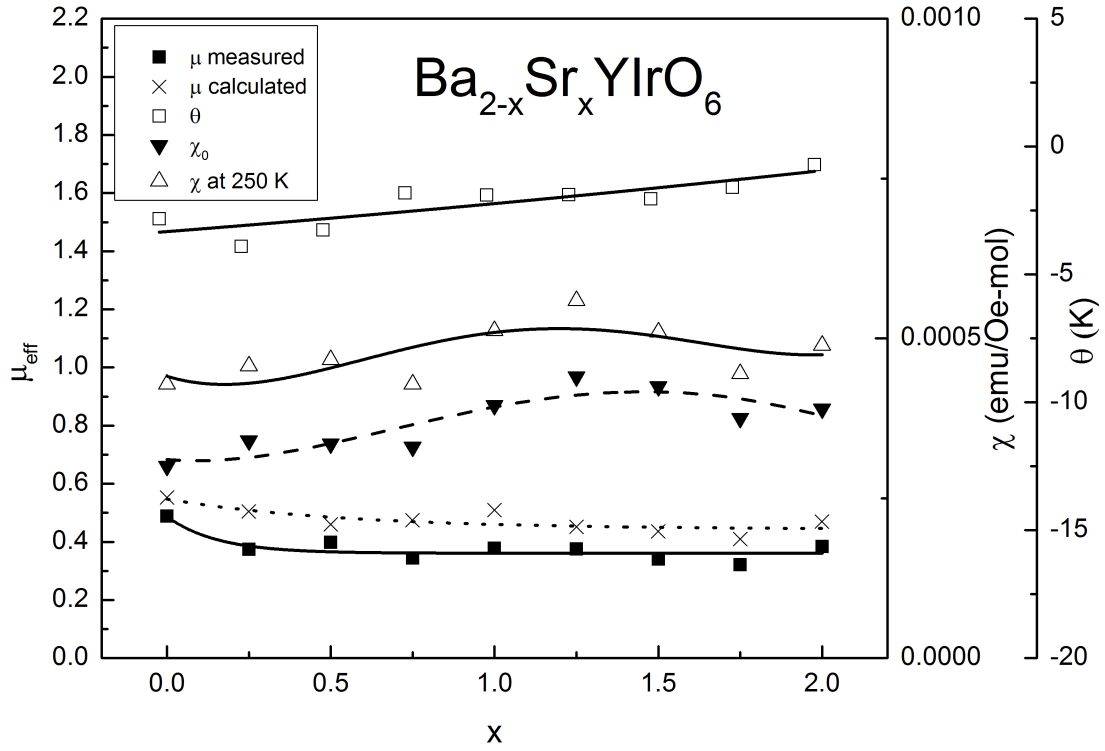 Ba2-xSrxYIrO6
μ measured
μ calculated
θ
χ0
χ at 250 K
2.2
2.0
1.8
1.6
1.4
1.2
1.0
0.8
0.6
0.4
0.2
0.0
μeff
0.0 0.5 1.0 1.5 2.0
x
0.0010
0.0005
0.0000
χ (emu/Oe-mol)
5
0
-5
-10
-15
-20
θ (K)